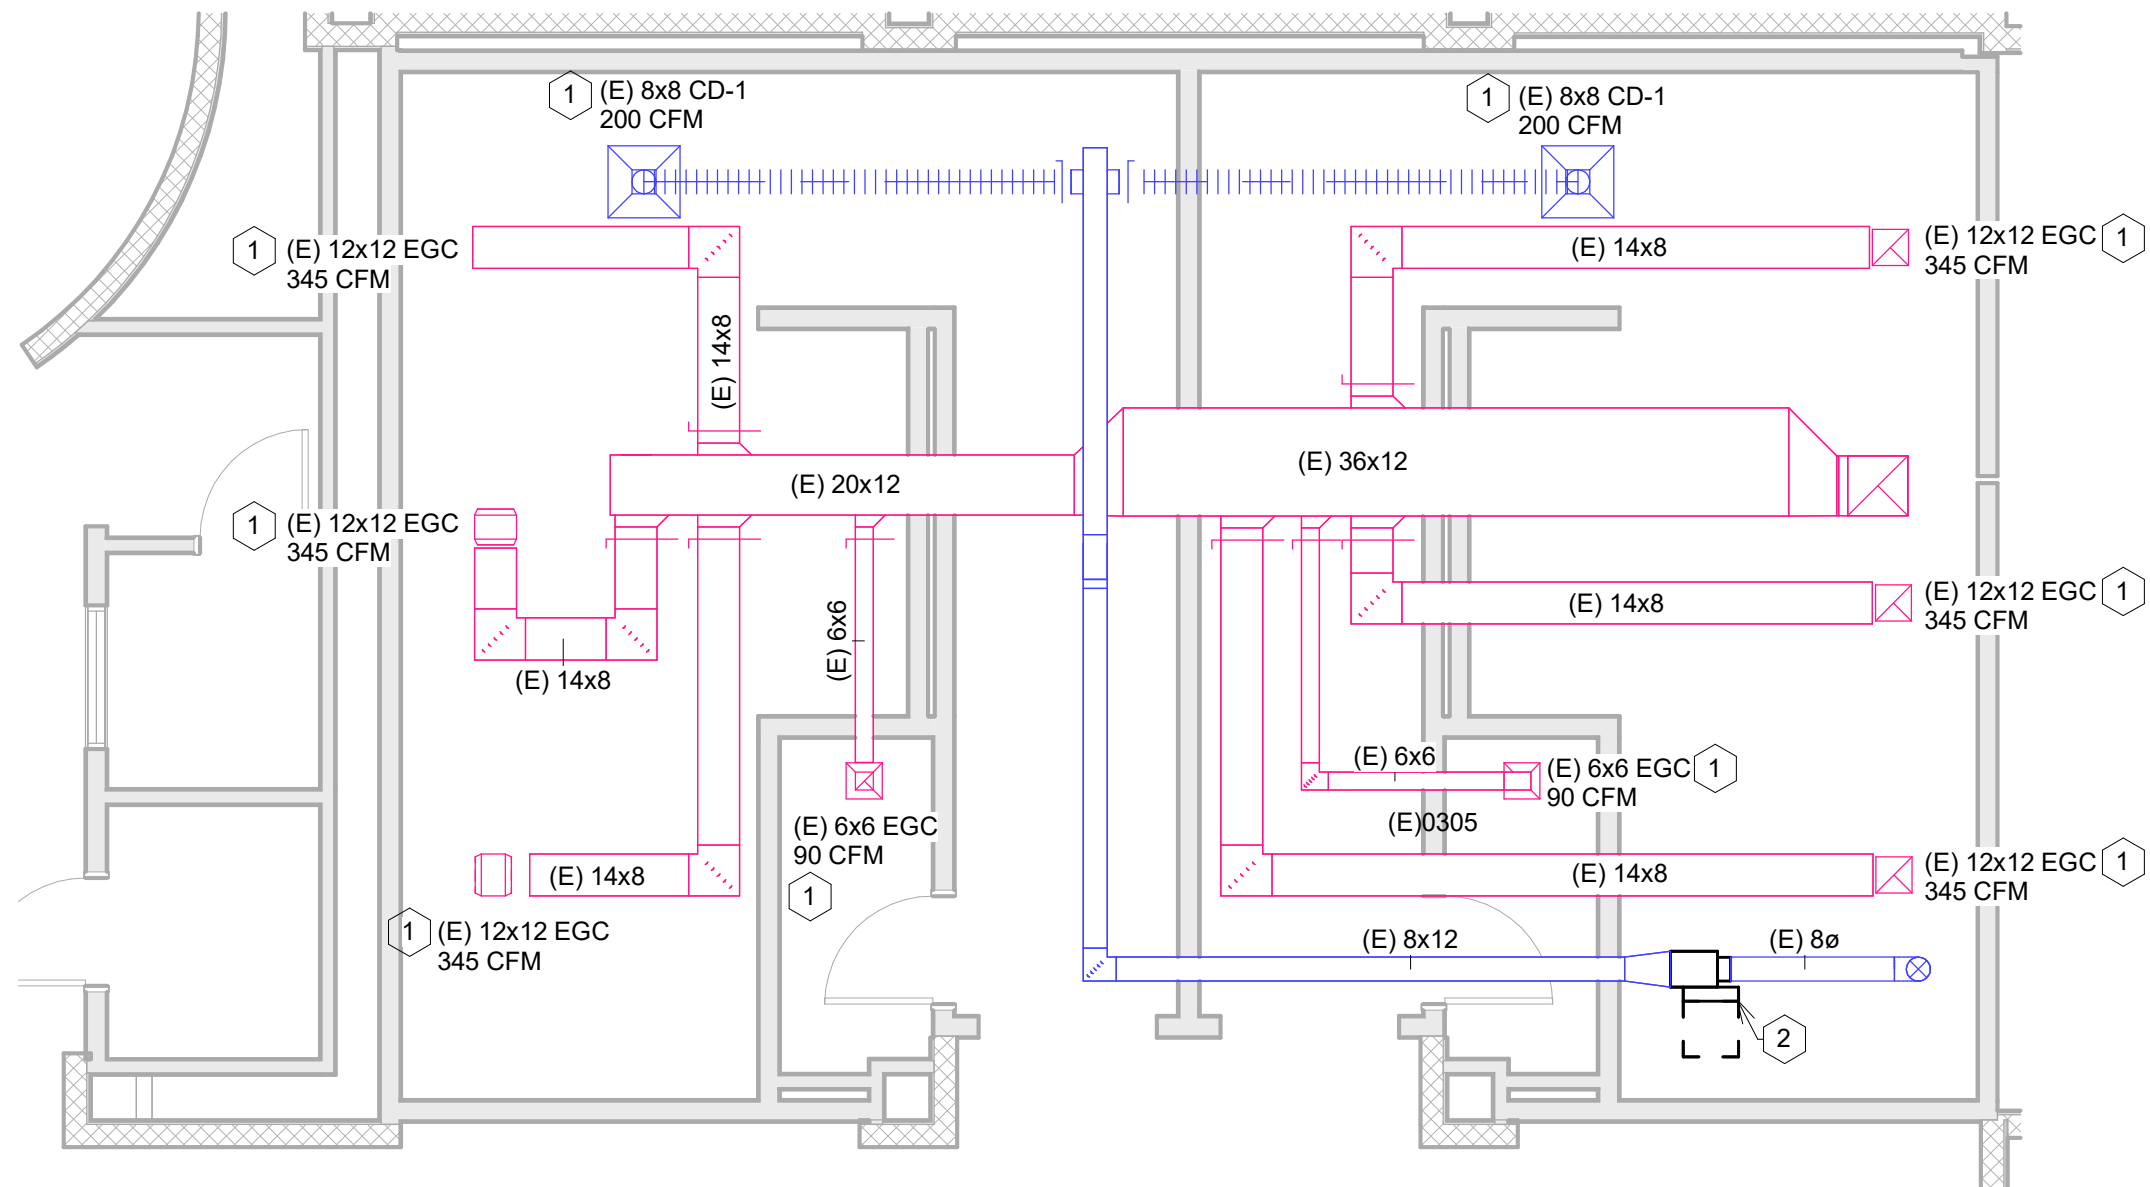 1
(E) 8x8 CD-1
200 CFM
1
(E) 8x8 CD-1
200 CFM
1
(E) 12x12 EGC
345 CFM
(E) 14x8
(E) 12x12 EGC
345 CFM
1
(E) 14x8
(E) 20x12
(E) 36x12
1
(E) 12x12 EGC
345 CFM
(E) 14x8
(E) 6x6
(E) 14x8
(E) 12x12 EGC
345 CFM
1
(E) 6x6
(E) 6x6 EGC
90 CFM
1
(E)0305
(E) 6x6 EGC
90 CFM
1
(E) 14x8
1
(E) 12x12 EGC
345 CFM
(E) 14x8
(E) 12x12 EGC
345 CFM
1
(E) 8x12
(E) 8ø
2